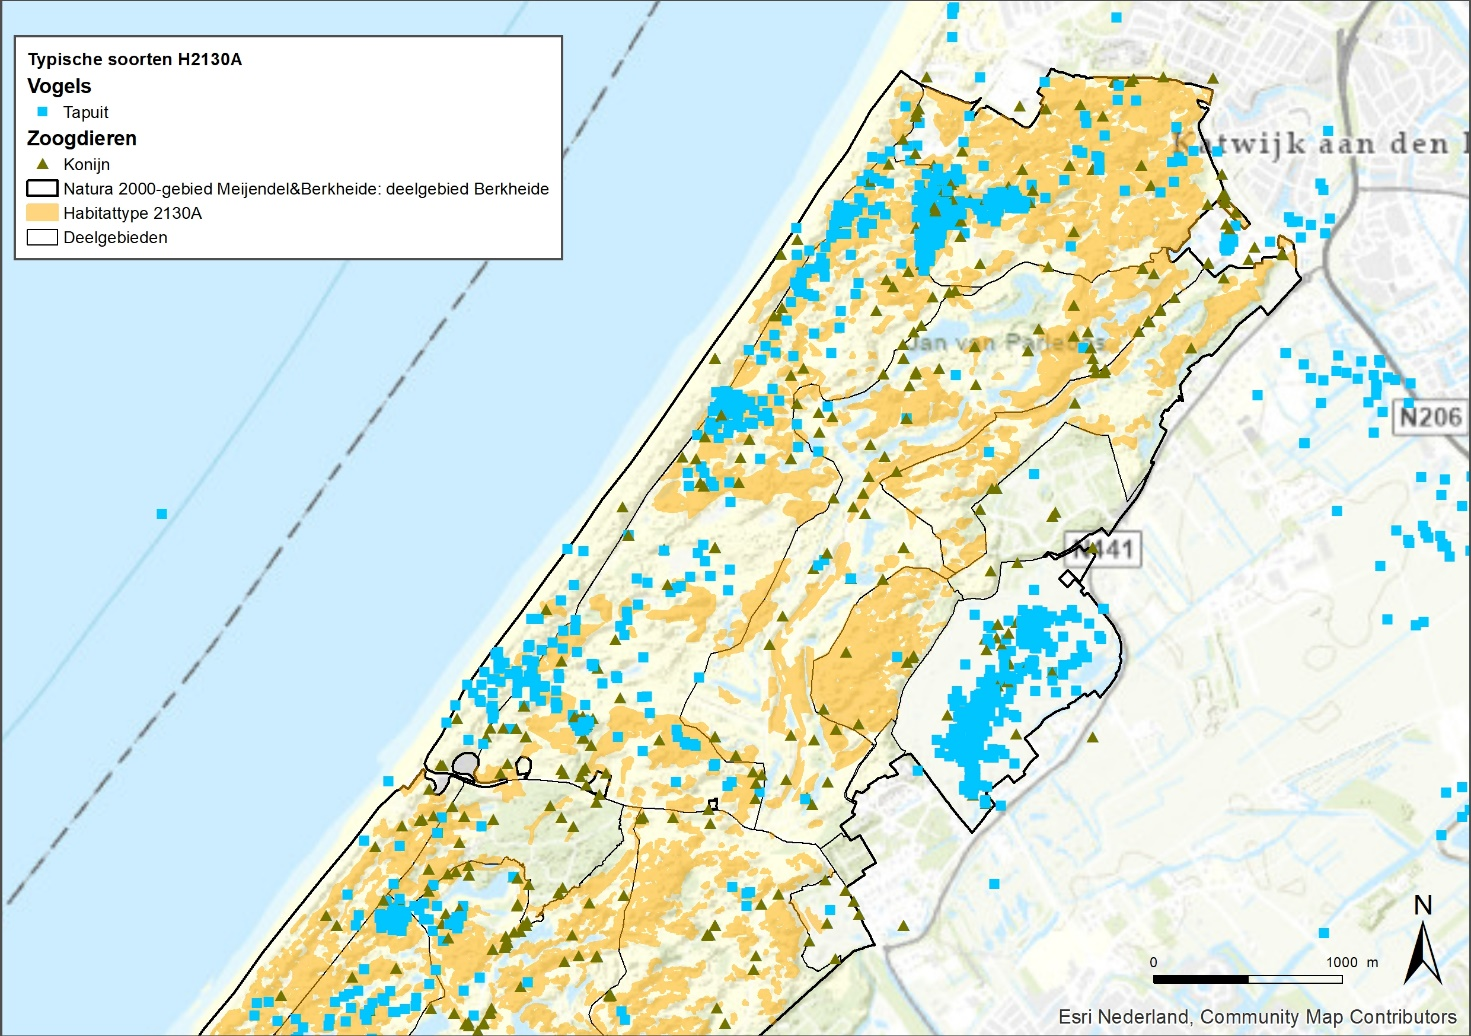 Typische soorten H2130A
Vogels
Tapuit
Zoogdieren
Konijn
Natura 2000-gebied Meijendel&Berkheide: deelgebied Berkheide
Habitattype 2130A
Deelgebieden
Katwijk aan den
Jan van Parleberg
N206
N441
N
0 1000 m
Esri Nederland, Community Map Contributors